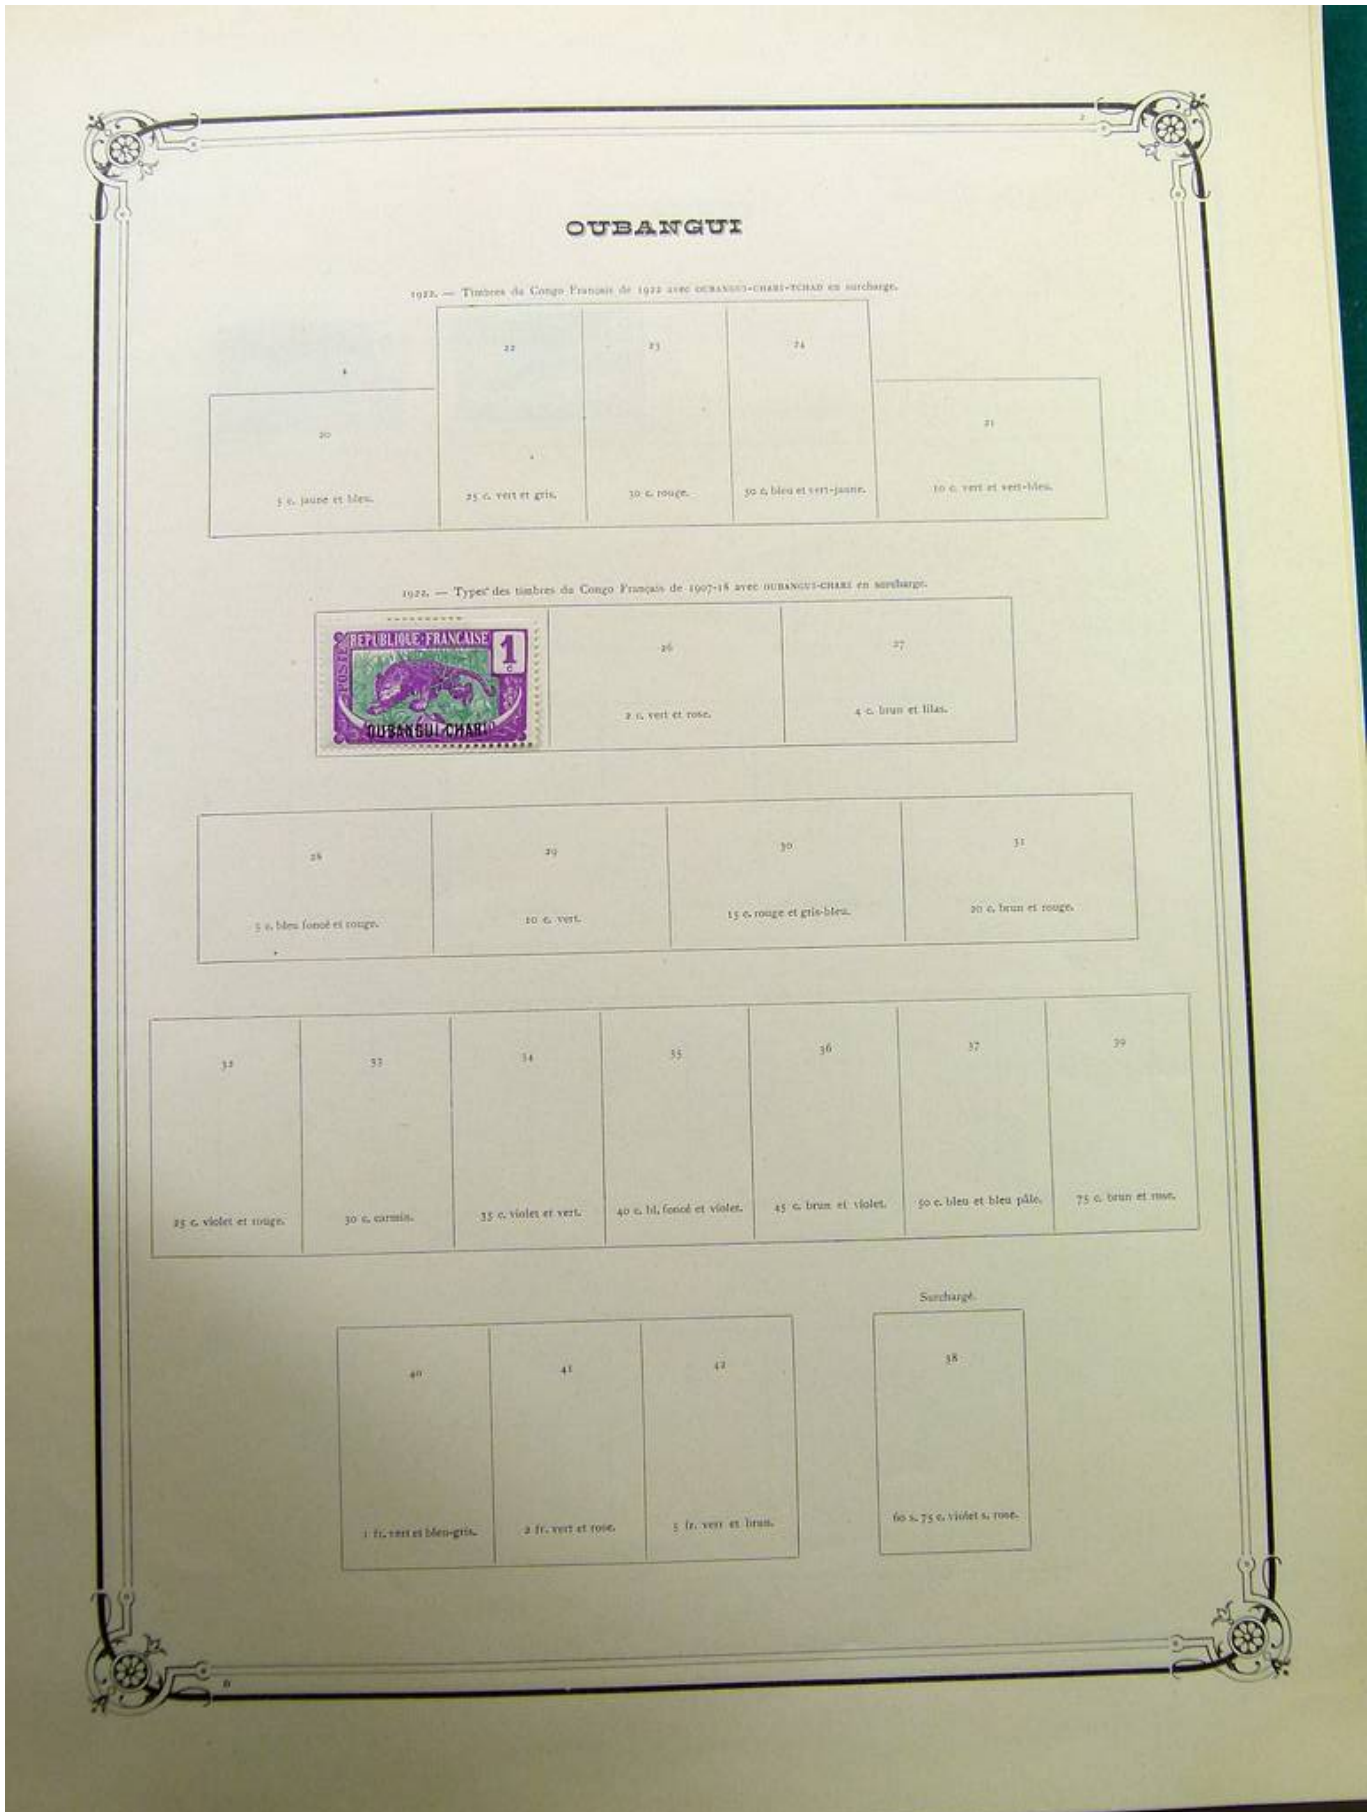 2
OUBANGUI
1922. — Timbres du Congo Français de 1922 avec OUBANGUI-CHARI-TCHAD en surcharge.
20
5 c. jaune et bleu.
22
25 c. vert et gris.
23
30 c. rouge.
24
50 c. bleu et vert-jaune.
21
10 c. vert et vert-bleu.
1922. — Types des timbres du Congo Français de 1907-18 avec OUBANGUI-CHARI en surcharge.
REPUBLIQUE·FRANÇAISE
1
C
POSTES
OUBANGUI-CHARI
26
2 c. vert et rose.
27
4 c. brun et lilas.
28
5 c. bleu foncé et rouge.
29
10 c. vert.
30
15 c. rouge et gris-bleu.
31
20 c. brun et rouge.
32
25 c. violet et rouge.
33
30 c. carmin.
34
35 c. violet et vert.
35
40 c. bl. foncé et violet.
36
45 c. brun et violet.
37
50 c. bleu et bleu pâle.
39
75 c. brun et rose.
40
1 fr. vert et bleu-gris.
41
2 fr. vert et rose.
42
5 fr. vert et brun.
Surchargé.
38
60 s. 75 c. violet s. rose.